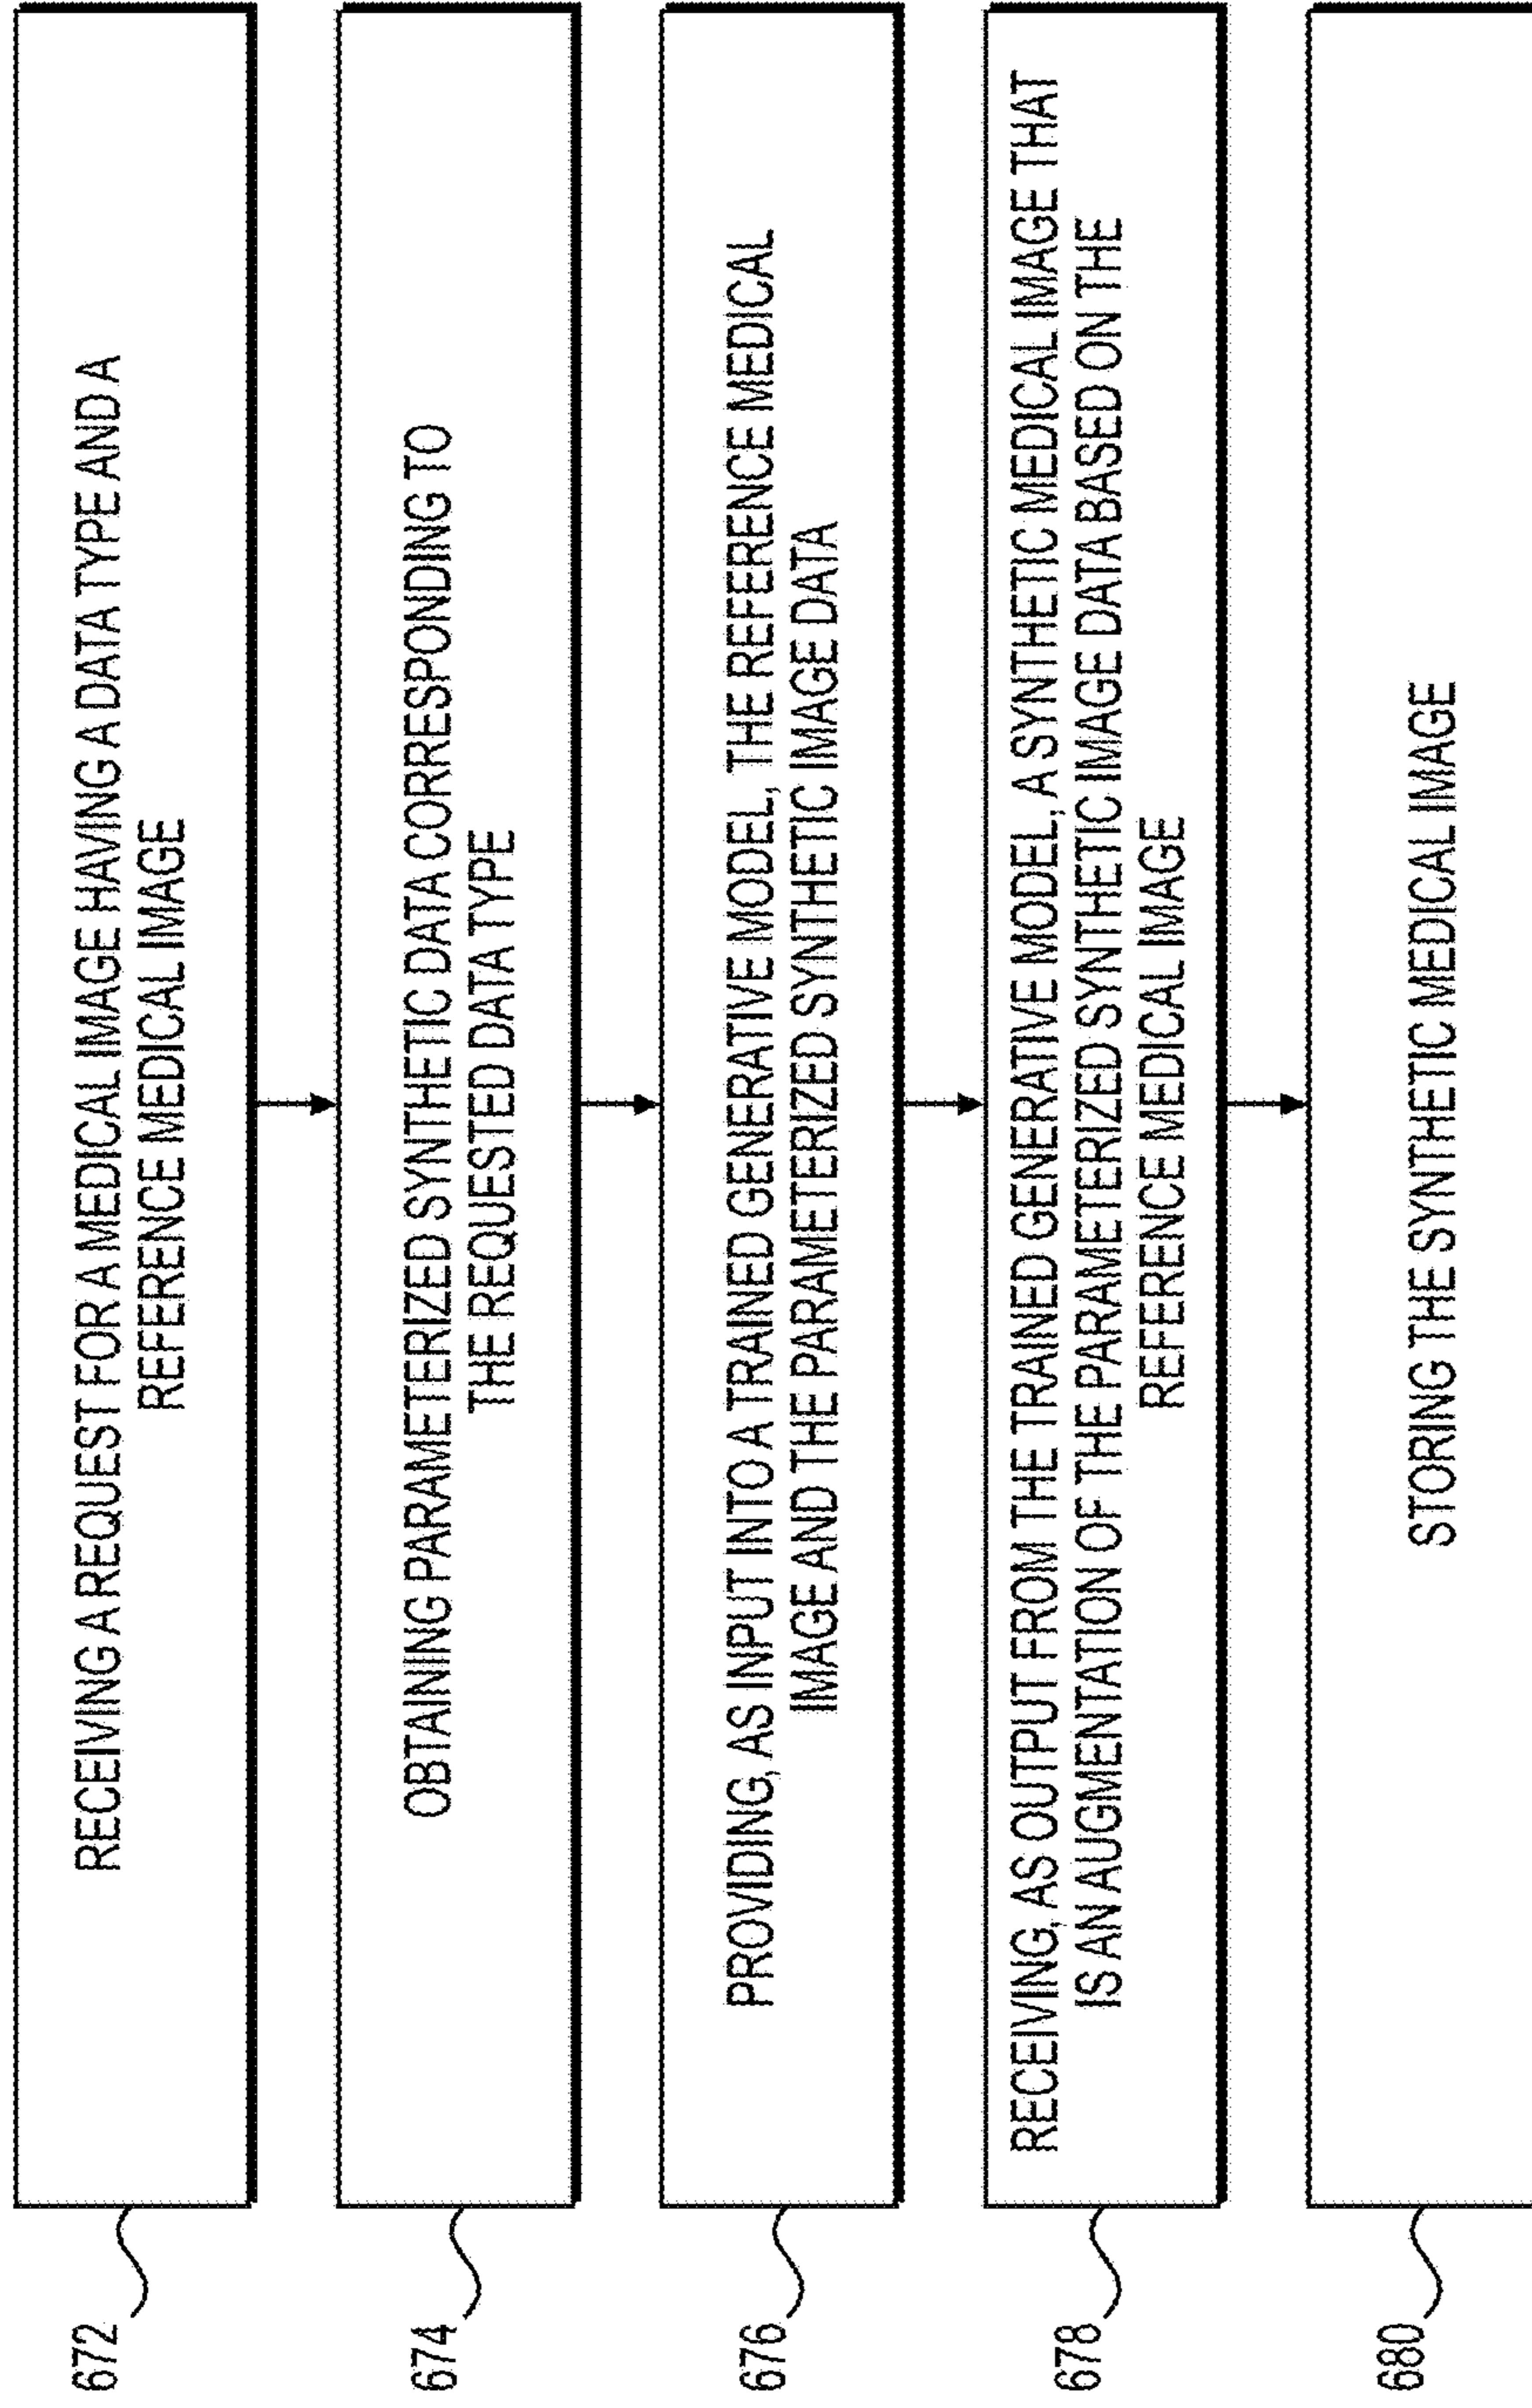 672
RECEIVING A REQUEST FOR A MEDICAL IMAGE HAVING A DATA TYPE AND A
REFERENCE MEDICAL IMAGE
674
OBTAINING PARAMETERIZED SYNTHETIC DATA CORRESPONDING TO
THE REQUESTED DATA TYPE
676
PROVIDING, AS INPUT INTO A TRAINED GENERATIVE MODEL, THE REFERENCE MEDICAL
IMAGE AND THE PARAMETERIZED SYNTHETIC IMAGE DATA
678
RECEIVING, AS OUTPUT FROM THE TRAINED GENERATIVE MODEL, A SYNTHETIC MEDICAL IMAGE THAT
IS AN AUGMENTATION OF THE PARAMETERIZED SYNTHETIC IMAGE DATA BASED ON THE
REFERENCE MEDICAL IMAGE
680
STORING THE SYNTHETIC MEDICAL IMAGE